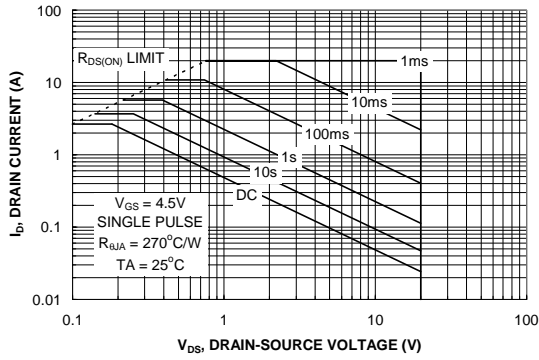 100
10
1
0.1
0.01
I_D, DRAIN CURRENT (A)
R_DS(ON) LIMIT
1ms
10ms
100ms
1s
10s
DC
V_GS = 4.5V
SINGLE PULSE
R_θJA = 270°C/W
TA = 25°C
0.1 1 10 100
V_DS, DRAIN-SOURCE VOLTAGE (V)